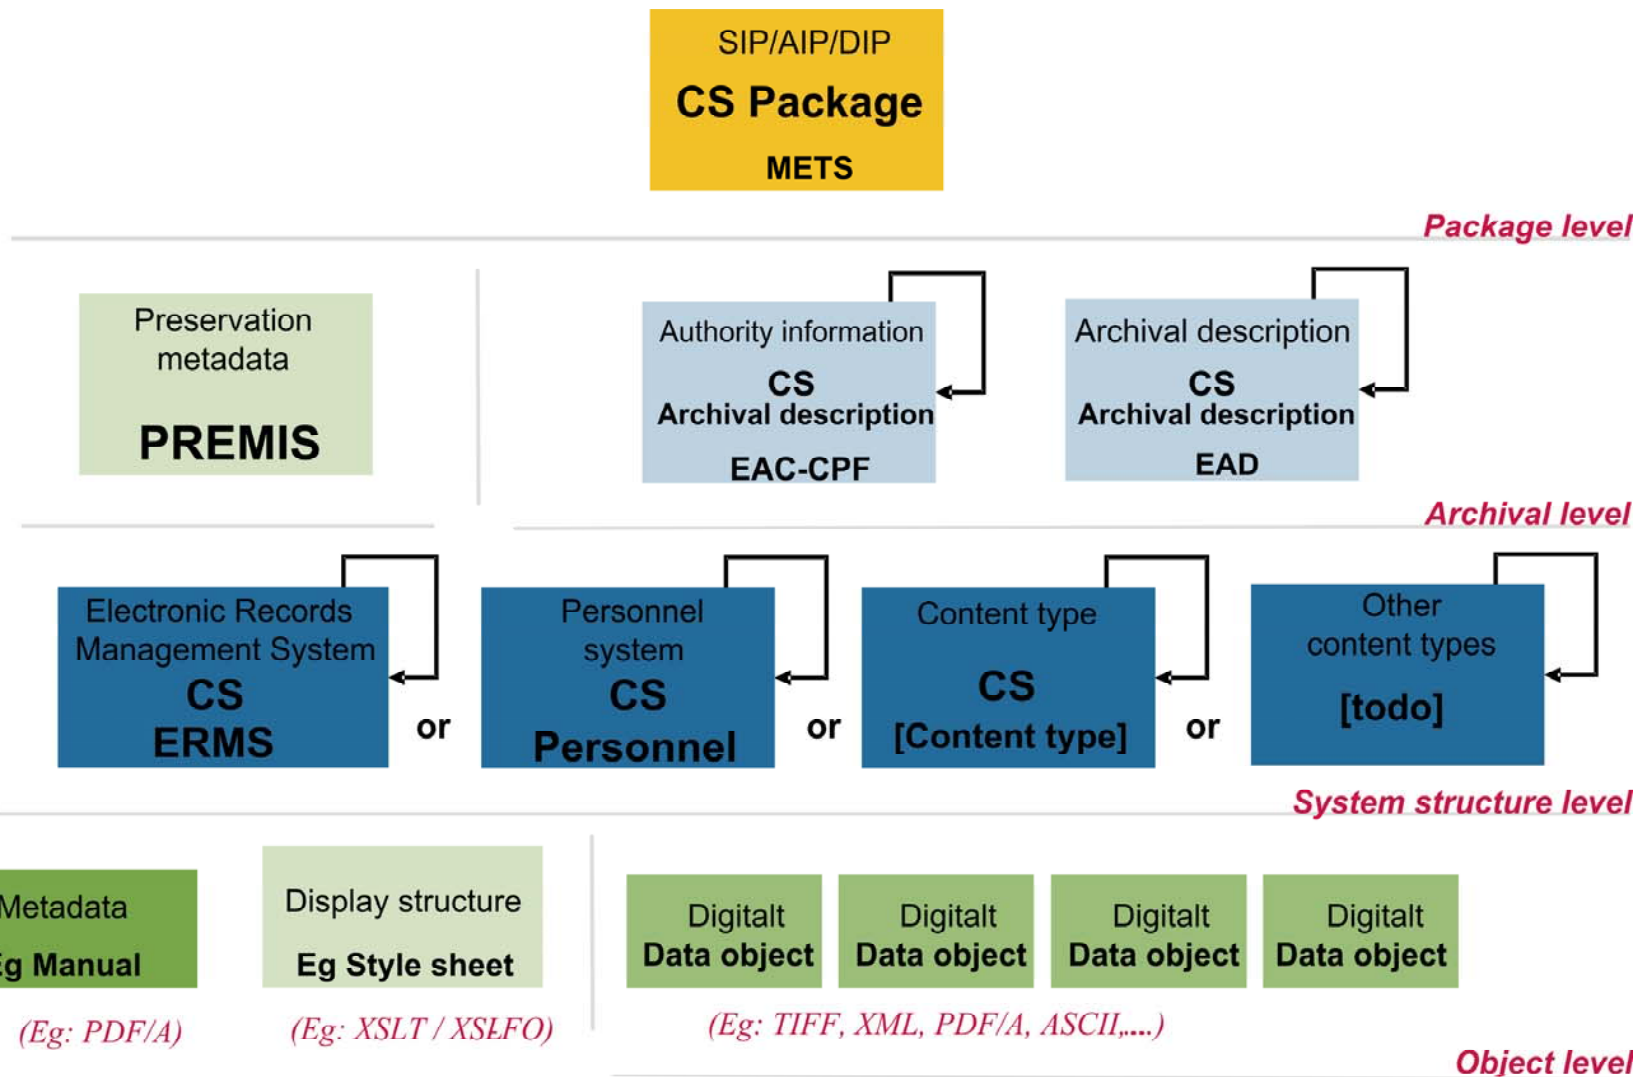 SIP/AIP/DIP
CS Package
METS
Package level
Preservation
metadata
PREMIS
Authority information
CS
Archival description
EAC-CPF
Archival description
CS
Archival description
EAD
Archival level
Electronic Records
Management System
CS
ERMS
or
Personnel
system
CS
Personnel
or
Content type
CS
[Content type]
or
Other
content types
[todo]
System structure level
Metadata
Eg Manual
(Eg: PDF/A)
Display structure
Eg Style sheet
(Eg: XSLT / XSL-FO)
Digitalt
Data object
Digitalt
Data object
Digitalt
Data object
Digitalt
Data object
(Eg: TIFF, XML, PDF/A, ASCII,....)
Object level